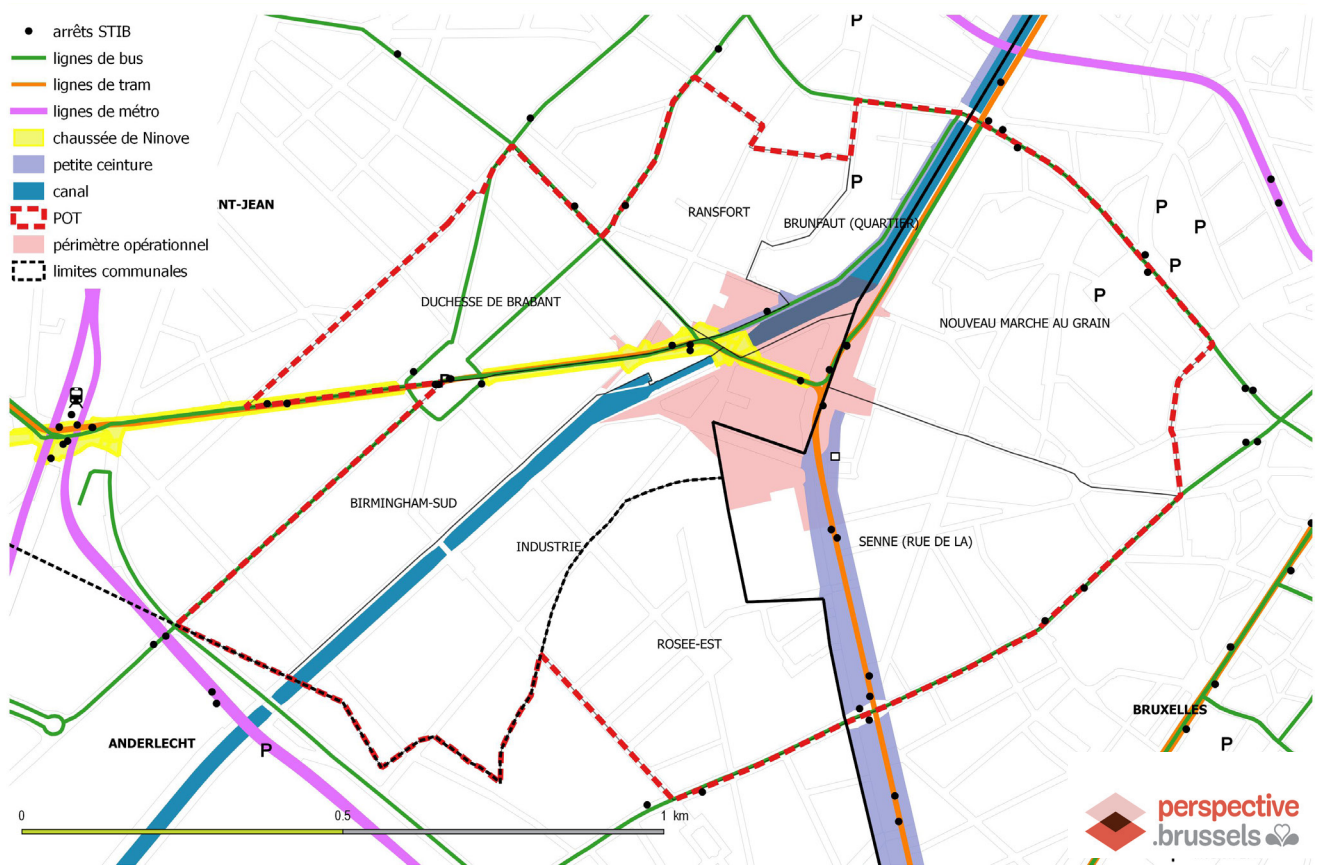 arrêts STIB
lignes de bus
lignes de tram
lignes de métro
chaussée de Ninove
petite ceinture
canal
POT
périmètre opérationnel
limites communales
NT-JEAN
P
P
RANSFORT
BRUNFAUT (QUARTIER)
P
P
P
P
DUCHESSE DE BRABANT
NOUVEAU MARCHE AU GRAIN
P
BIRMINGHAM-SUD
INDUSTRIE
SENNE (RUE DE LA)
ROSEE-EST
BRUXELLES
ANDERLECHT
P
P
0
0.5
1 km
perspective
.brussels